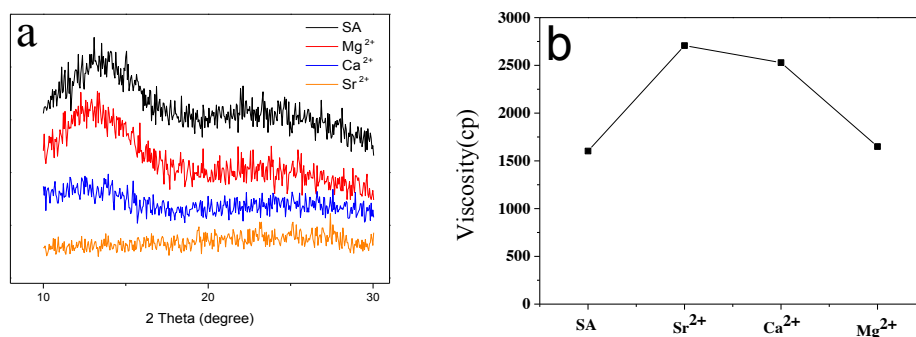 a
SA
Mg2+
Ca2+
Sr2+
10
20
30
2 Theta (degree)
b
3000
2500
2000
1500
1000
500
0
Viscosity(cp)
SA
Sr2+
Ca2+
Mg2+